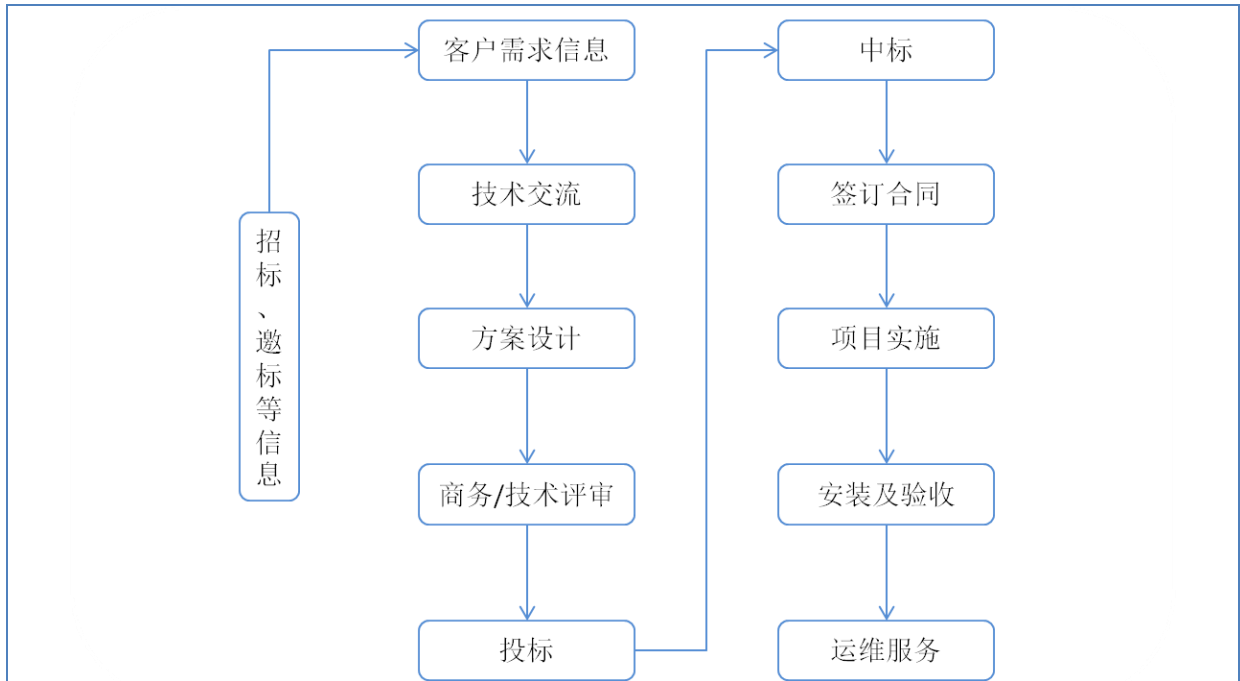 招标、邀标等信息
客户需求信息
技术交流
方案设计
商务/技术评审
投标
中标
签订合同
项目实施
安装及验收
运维服务